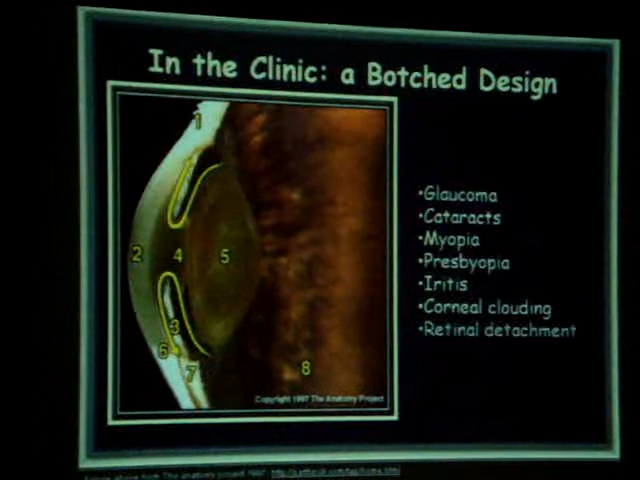 In the Clinic: a Botched Design
1
2
4
5
3
6
7
8
Copyright 1997 The Anatomy Project
•Glaucoma
•Cataracts
•Myopia
•Presbyopia
•Iritis
•Corneal clouding
•Retinal detachment